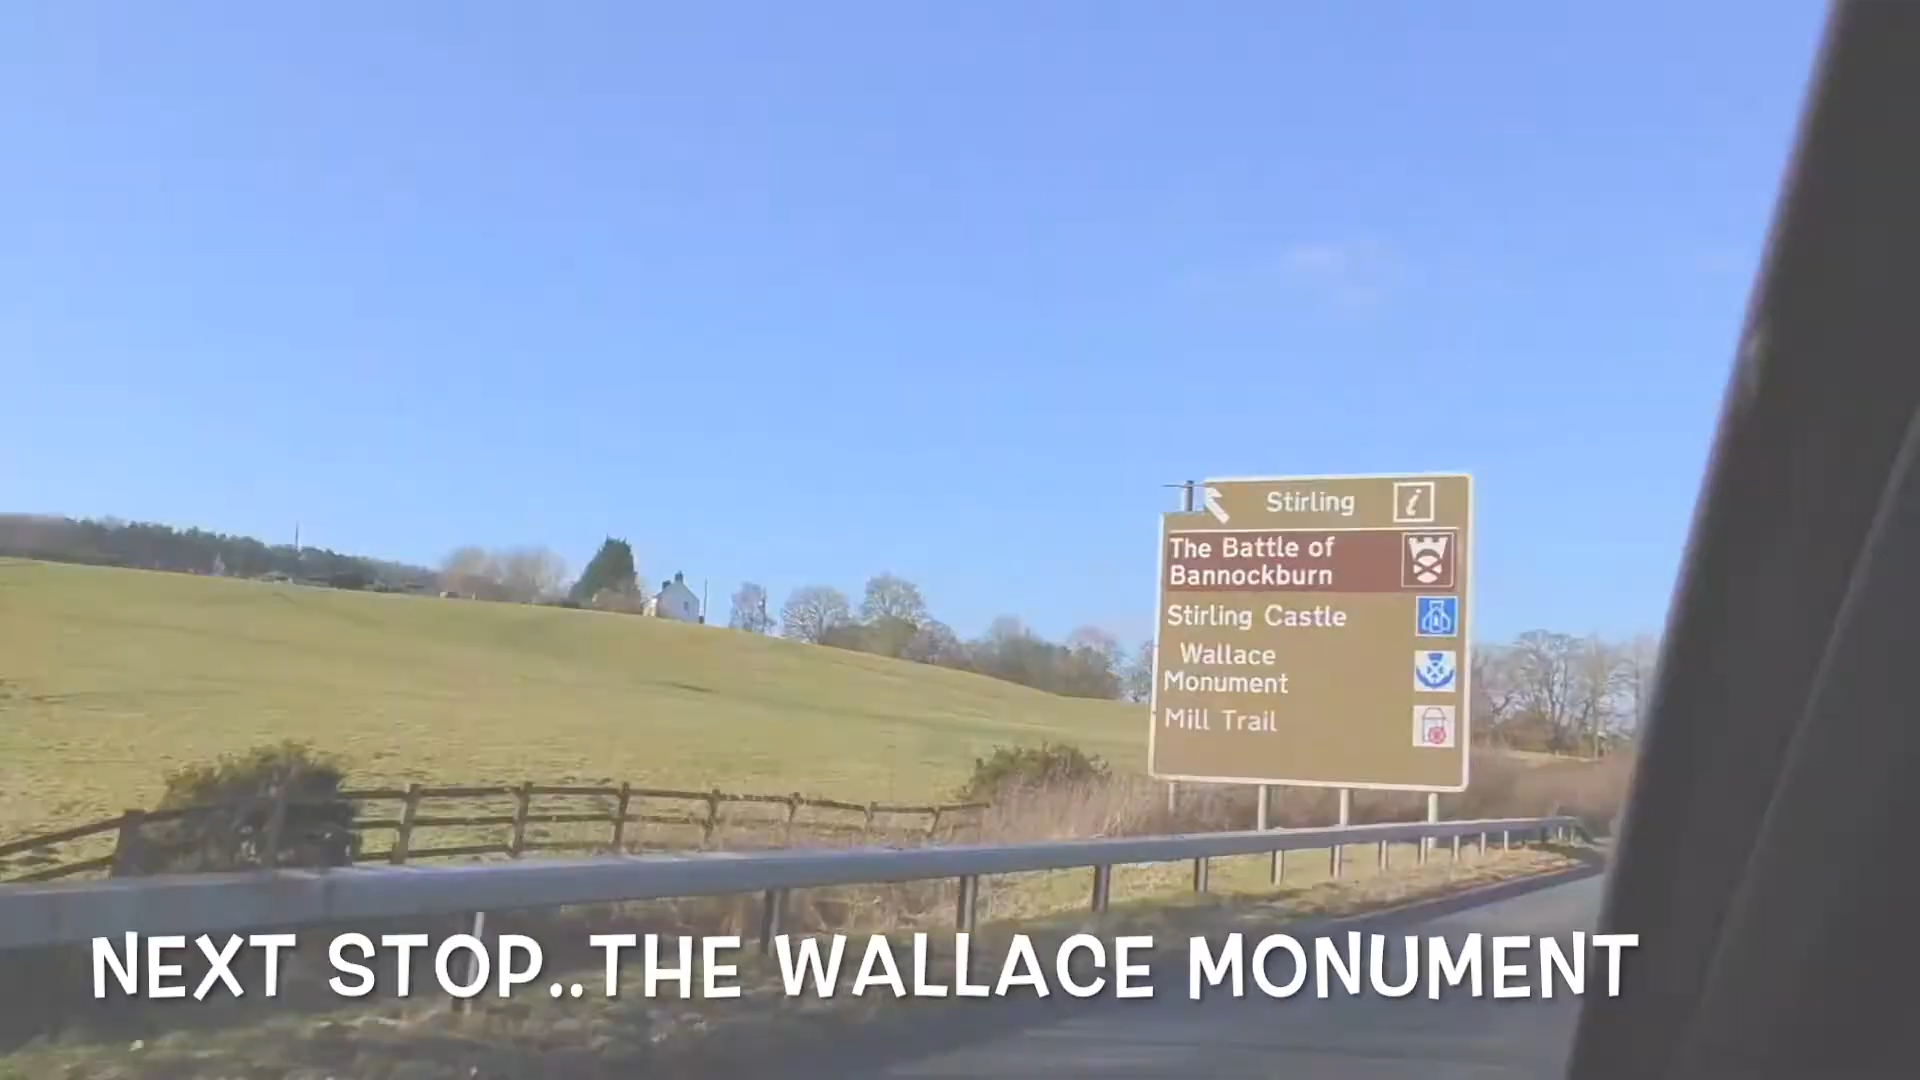 Stirling i
The Battle of
Bannockburn
Stirling Castle
Wallace
Monument
Mill Trail
NEXT STOP..THE WALLACE MONUMENT